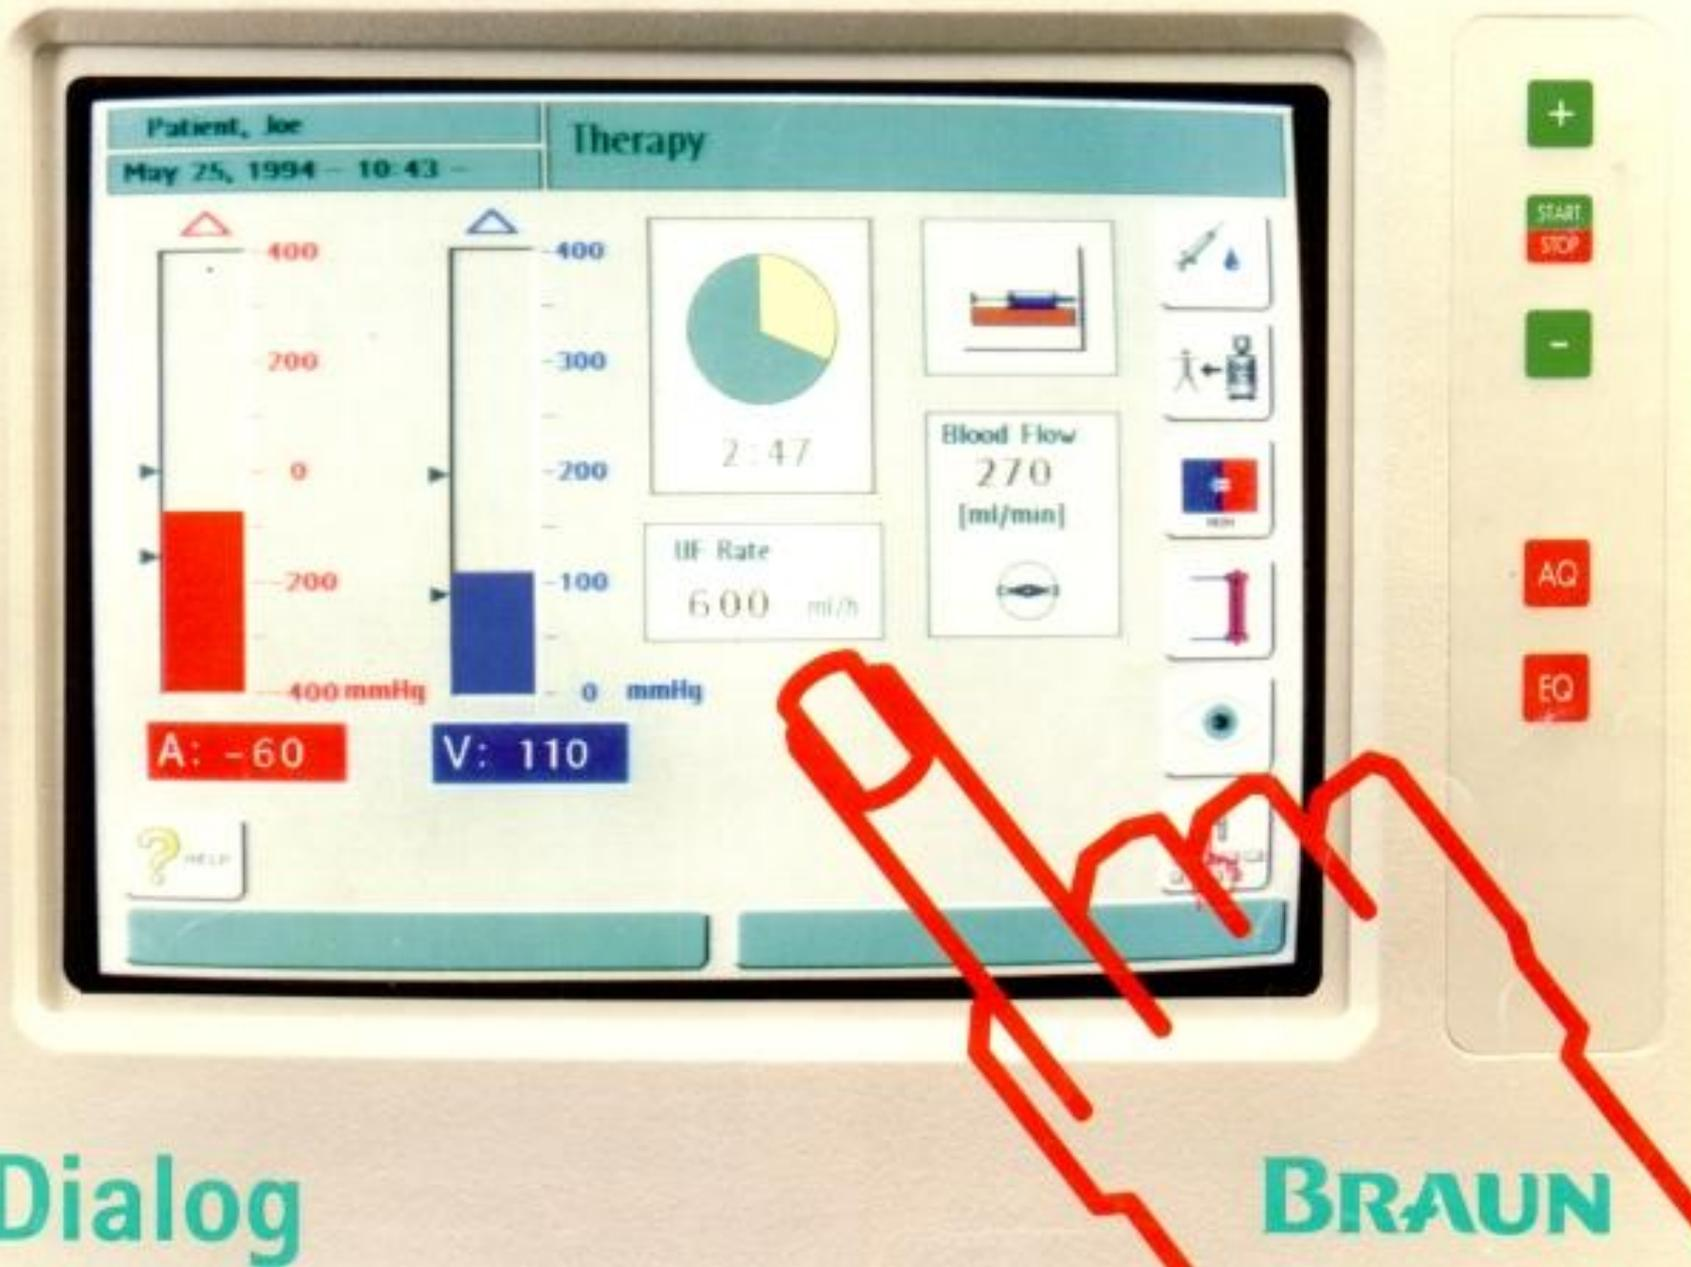 Patient, Joe
May 25, 1994 - 10:43 -
Therapy
400
200
0
-200
-400 mmHg
A: -60
-400
-300
-200
-100
- 0 mmHg
V: 110
2:47
UF Rate
600 ml/h
Blood Flow
270
[ml/min]
? HELP
+
START
STOP
-
AQ
EQ
Dialog
BRAUN